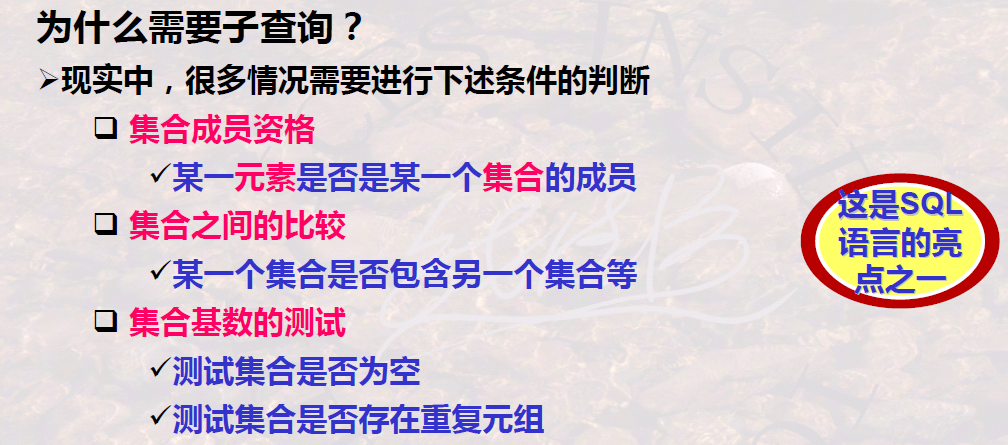 为什么需要子查询？
➢现实中，很多情况需要进行下述条件的判断
❑ 集合成员资格
✓某一元素是否是某一个集合的成员
❑ 集合之间的比较
✓某一个集合是否包含另一个集合等
❑ 集合基数的测试
✓测试集合是否为空
✓测试集合是否存在重复元组
这是SQL
语言的亮
点之一